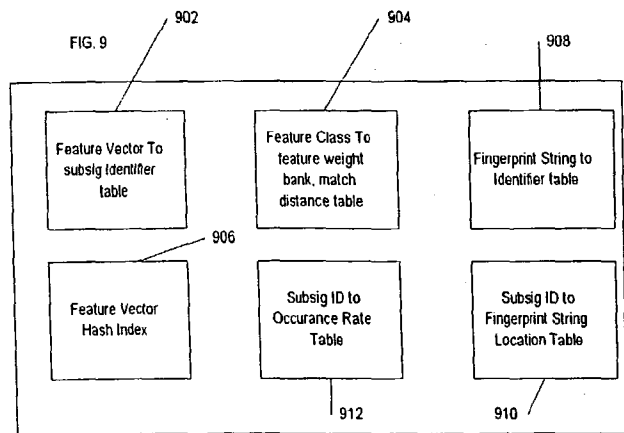 902
904
908
FIG. 9
Feature Vector To
subsig Identifier
table
Feature Class To
feature weight
bank, match
distance table
Fingerprint String to
Identifier table
906
Feature Vector
Hash Index
Subsig ID to
Occurance Rate
Table
Subsig ID to
Fingerprint String
Location Table
912
910